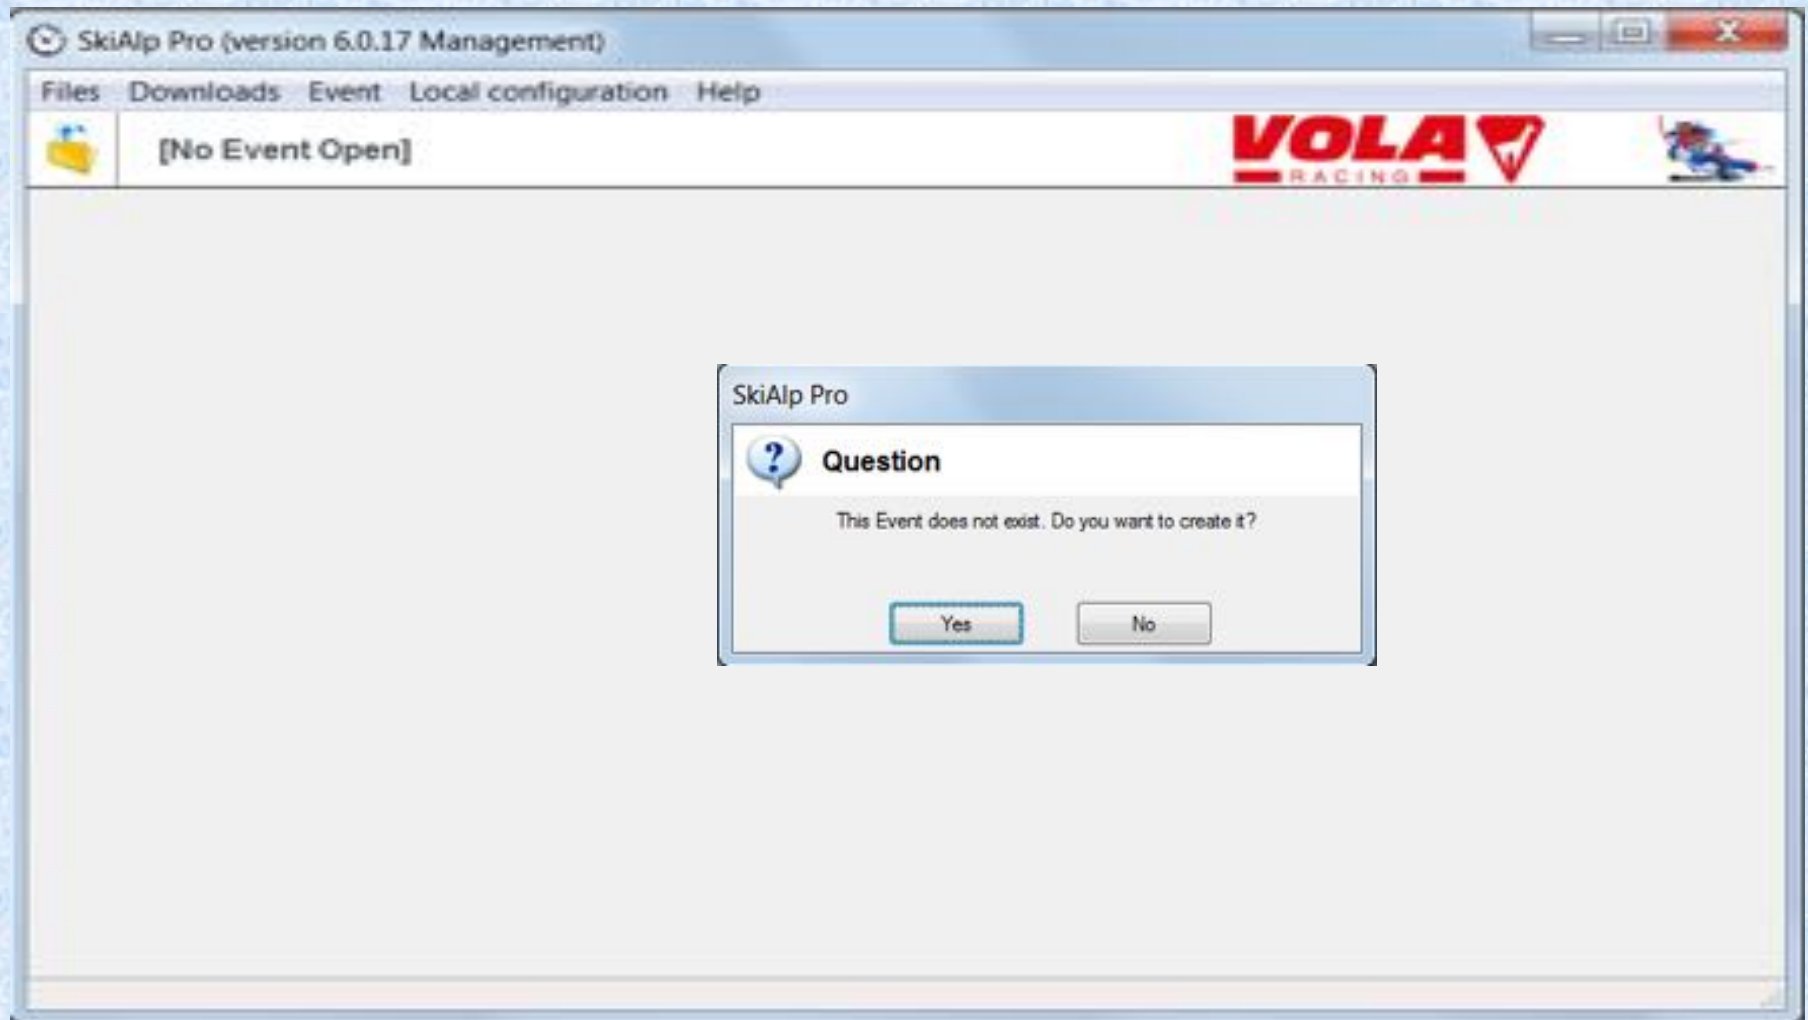 SkiAlp Pro (version 6.0.17 Management)
Files Downloads Event Local configuration Help
[No Event Open]
VOLA
RACING
SkiAlp Pro
Question
This Event does not exist. Do you want to create it?
Yes No